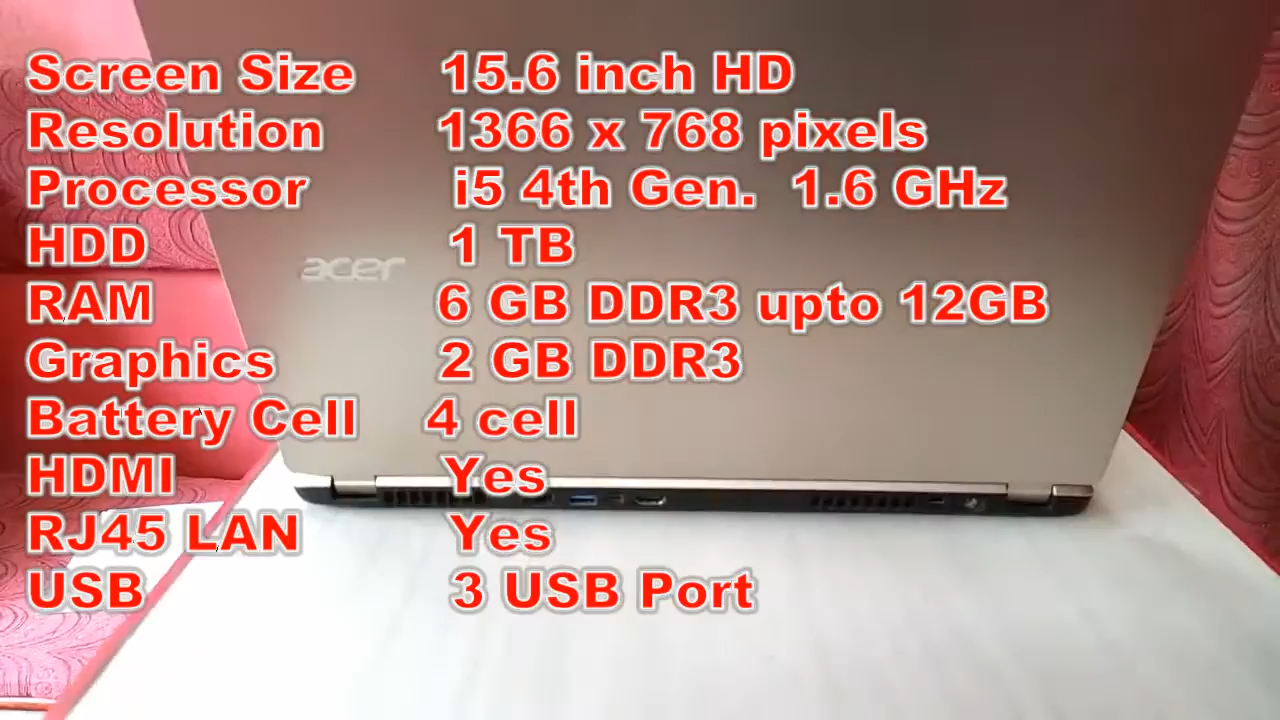 Screen Size 15.6 inch HD
Resolution 1366 x 768 pixels
Processor i5 4th Gen. 1.6 GHz
HDD 1 TB
acer
RAM 6 GB DDR3 upto 12GB
Graphics 2 GB DDR3
Battery Cell 4 cell
HDMI Yes
RJ45 LAN Yes
USB 3 USB Port